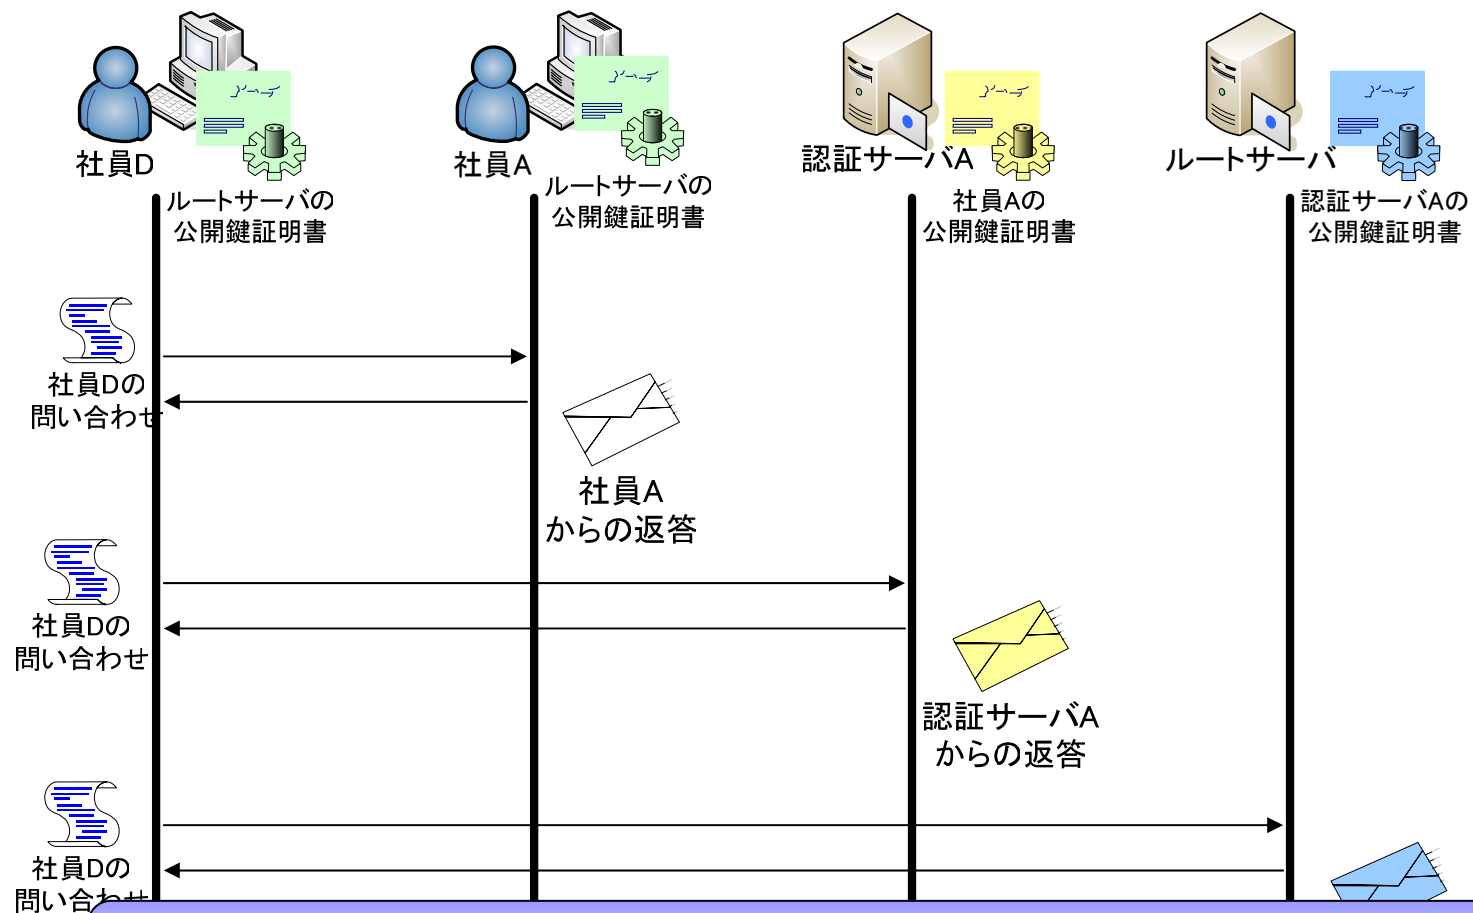 社員D
社員A
認証サーバA
ルートサーバ
ルートサーバの
公開鍵証明書
ルートサーバの
公開鍵証明書
社員Aの
公開鍵証明書
認証サーバAの
公開鍵証明書
社員Dの
問い合わせ
社員A
からの返答
社員Dの
問い合わせ
認証サーバA
からの返答
社員Dの
問い合わせ